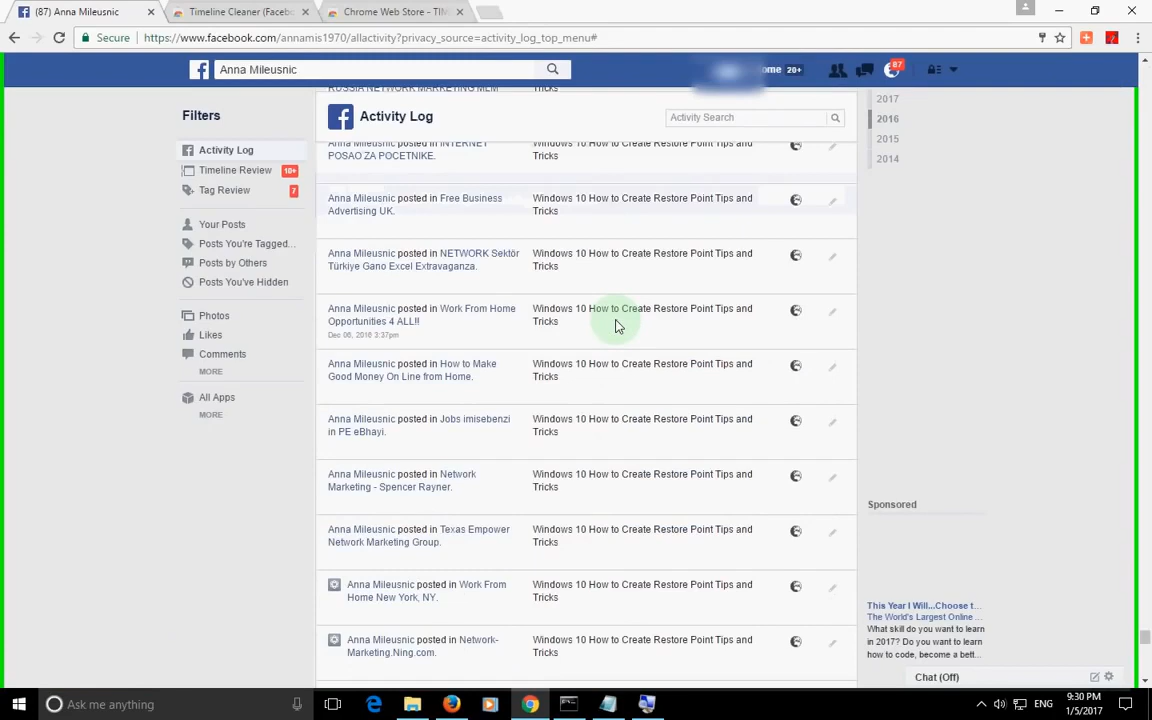 (87) Anna Mileusnic
Timeline Cleaner (Faceb
Chrome Web Store - TIM
Secure
https://www.facebook.com/annamis1970/allactivity?privacy_source=activity_log_top_menu#
Anna Mileusnic
ome 20+
87
Filters
Activity Log
Timeline Review 10+
Tag Review 7
Your Posts
Posts You're Tagged...
Posts by Others
Posts You've Hidden
Photos
Likes
Comments
MORE
All Apps
MORE
RUSSIA NETWORK MARKETING MLM
Activity Log
Activity Search
Anna Mileusnic posted in INTERNET
POSAO ZA POCETNIKE.
Windows 10 How to Create Restore Point Tips and
Tricks
Anna Mileusnic posted in Free Business
Advertising UK.
Windows 10 How to Create Restore Point Tips and
Tricks
Anna Mileusnic posted in NETWORK Sektör
Türkiye Gano Excel Extravaganza.
Windows 10 How to Create Restore Point Tips and
Tricks
Anna Mileusnic posted in Work From Home
Opportunities 4 ALL!!
Dec 06, 2016 3:37pm
Windows 10 How to Create Restore Point Tips and
Tricks
Anna Mileusnic posted in How to Make
Good Money On Line from Home.
Windows 10 How to Create Restore Point Tips and
Tricks
Anna Mileusnic posted in Jobs imisebenzi
in PE eBhayi.
Windows 10 How to Create Restore Point Tips and
Tricks
Anna Mileusnic posted in Network
Marketing - Spencer Rayner.
Windows 10 How to Create Restore Point Tips and
Tricks
Anna Mileusnic posted in Texas Empower
Network Marketing Group.
Windows 10 How to Create Restore Point Tips and
Tricks
Anna Mileusnic posted in Work From
Home New York, NY.
Windows 10 How to Create Restore Point Tips and
Tricks
Anna Mileusnic posted in Network-
Marketing.Ning.com.
Windows 10 How to Create Restore Point Tips and
Tricks
2017
2016
2015
2014
Sponsored
This Year I Will...Choose t...
The World's Largest Online ...
What skill do you want to learn
in 2017? Do you want to learn
how to code, become a bett...
Chat (Off)
Ask me anything
ENG
9:30 PM
1/5/2017